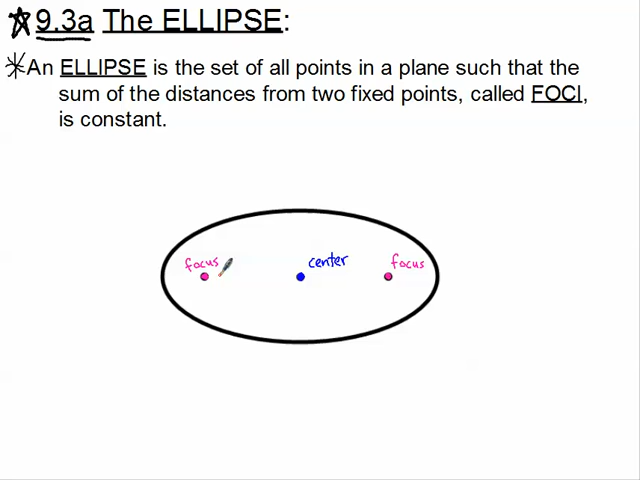 9.3a The ELLIPSE:
An ELLIPSE is the set of all points in a plane such that the
sum of the distances from two fixed points, called FOCI,
is constant.
focus center focus